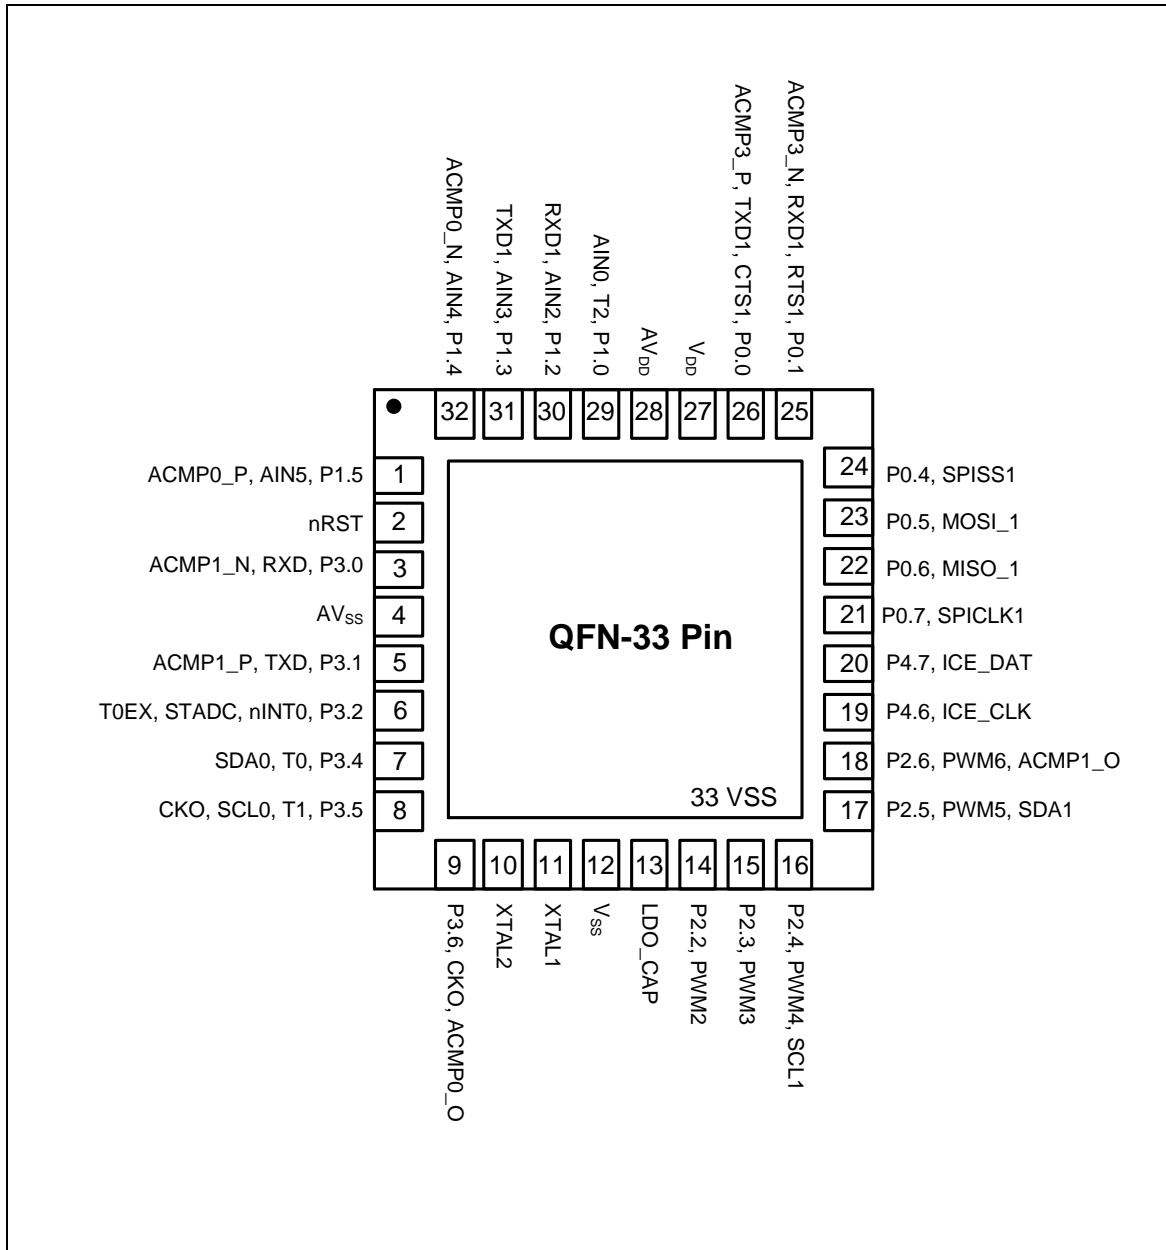 ACMP0_N, AIN4, P1.4
TXD1, AIN3, P1.3
RXD1, AIN2, P1.2
AIN0, T2, P1.0
AVDD
VDD
ACMP3_P, TXD1, CTS1, P0.0
ACMP3_N, RXD1, RTS1, P0.1
32
31
30
29
28
27
26
25
ACMP0_P, AIN5, P1.5
1
nRST
2
ACMP1_N, RXD, P3.0
3
AVSS
4
ACMP1_P, TXD, P3.1
5
T0EX, STADC, nINT0, P3.2
6
SDA0, T0, P3.4
7
CKO, SCL0, T1, P3.5
8
QFN-33 Pin
33 VSS
24
P0.4, SPISS1
23
P0.5, MOSI_1
22
P0.6, MISO_1
21
P0.7, SPICLK1
20
P4.7, ICE_DAT
19
P4.6, ICE_CLK
18
P2.6, PWM6, ACMP1_O
17
P2.5, PWM5, SDA1
9
10
11
12
13
14
15
16
P3.6, CKO, ACMP0_O
XTAL2
XTAL1
VSS
LDO_CAP
P2.2, PWM2
P2.3, PWM3
P2.4, PWM4, SCL1